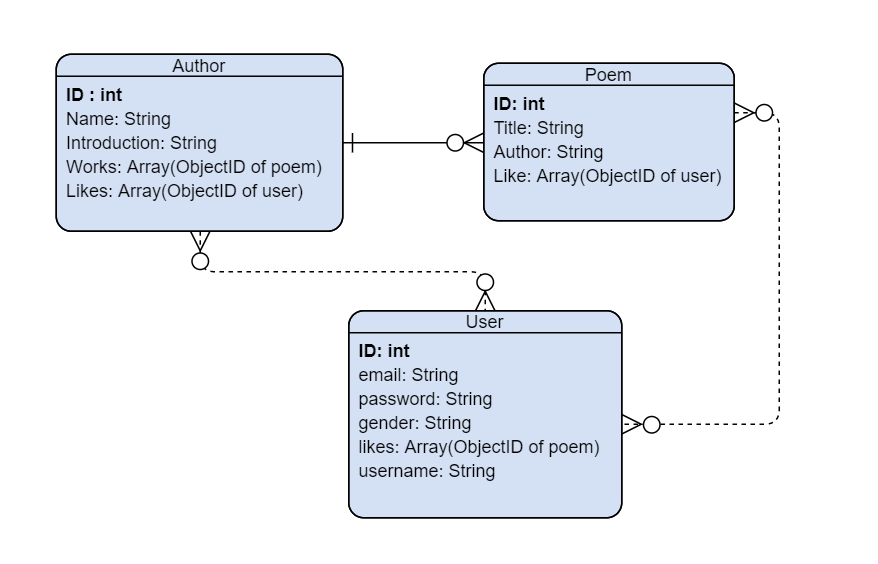 Author
ID : int
Name: String
Introduction: String
Works: Array(ObjectID of poem)
Likes: Array(ObjectID of user)
Poem
ID: int
Title: String
Author: String
Like: Array(ObjectID of user)
User
ID: int
email: String
password: String
gender: String
likes: Array(ObjectID of poem)
username: String